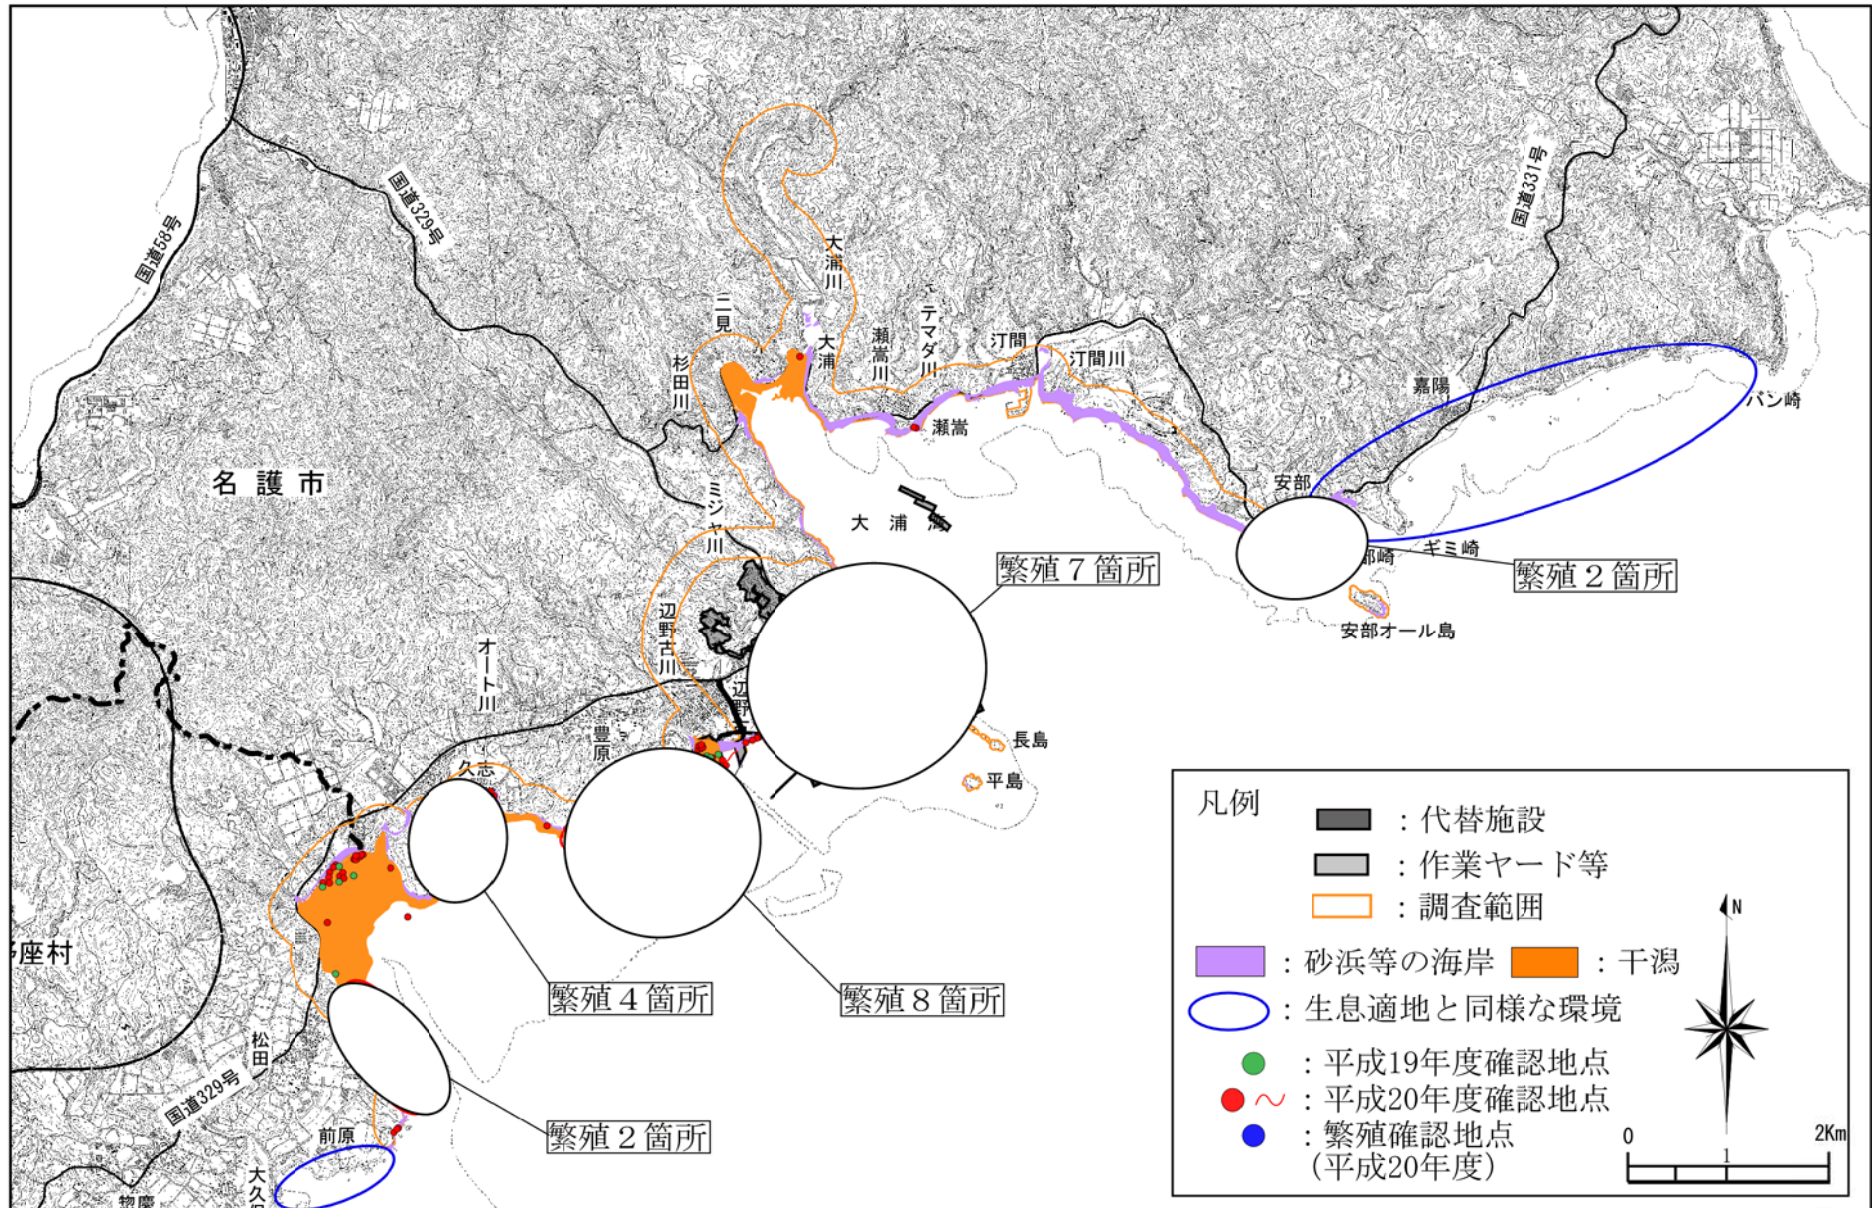 国道58号
国道329号
国道331号
大浦川
二見
大浦
瀬嵩川
テマダ川
汀間
汀間川
杉田川
瀬嵩
嘉陽
バン崎
名護市
ミジャ川
大浦湾
安部
部崎
ギミ崎
安部オール島
繁殖７箇所
繁殖２箇所
辺野古川
オート川
辺野古
豊原
久志
長島
平島
座村
繁殖４箇所
繁殖８箇所
松田
国道329号
繁殖２箇所
前原
惣慶
凡例
：代替施設
：作業ヤード等
：調査範囲
：砂浜等の海岸
：干潟
：生息適地と同様な環境
：平成19年度確認地点
：平成20年度確認地点
：繁殖確認地点
(平成20年度)
N
0
1
2Km